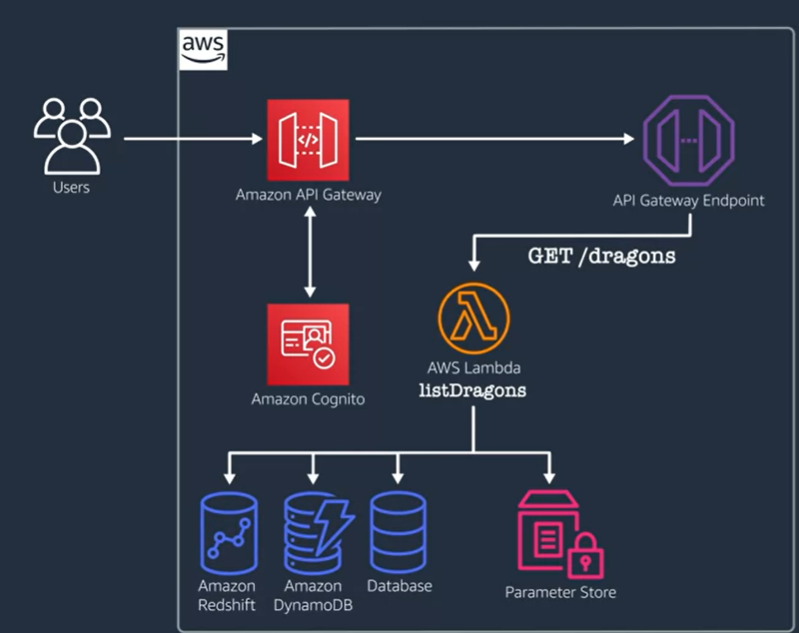 aws
Users
Amazon API Gateway
API Gateway Endpoint
GET /dragons
Amazon Cognito
AWS Lambda
listDragons
Amazon
Redshift
Amazon
DynamoDB
Database
Parameter Store